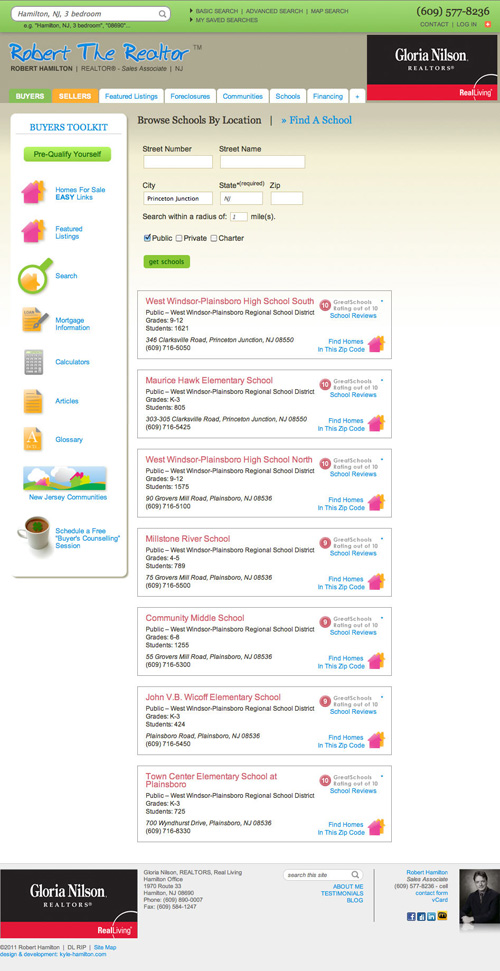 Hamilton, NJ, 3 bedroom
e.g. "Hamilton, NJ, 3 bedroom", "08690"...
BASIC SEARCH | ADVANCED SEARCH | MAP SEARCH
MY SAVED SEARCHES
(609) 577-8236
CONTACT | LOG IN
Robert The Realtor TM
ROBERT HAMILTON | REALTOR® - Sales Associate | NJ
Gloria Nilson
REALTORS®
RealLiving®
BUYERS SELLERS Featured Listings Foreclosures Communities Schools Financing +
BUYERS TOOLKIT
Pre-Qualify Yourself
Homes For Sale
EASY Links
Featured
Listings
Search
Mortgage
Information
Calculators
Articles
Glossary
New Jersey Communities
Schedule a Free
"Buyer's Counselling"
Session
Browse Schools By Location | » Find A School
Street Number Street Name
City State*(required) Zip
Princeton Junction NJ
Search within a radius of: 1 mile(s).
Public Private Charter
get schools
West Windsor-Plainsboro High School South
Public – West Windsor-Plainsboro Regional School District
Grades: 9-12
Students: 1621
346 Clarksville Road, Princeton Junction, NJ 08550
(609) 716-5050
10 GreatSchools
Rating out of 10
School Reviews
Find Homes
In This Zip Code
Maurice Hawk Elementary School
Public – West Windsor-Plainsboro Regional School District
Grades: K-3
Students: 805
303-305 Clarksville Road, Princeton Junction, NJ 08550
(609) 716-5425
10 GreatSchools
Rating out of 10
School Reviews
Find Homes
In This Zip Code
West Windsor-Plainsboro High School North
Public – West Windsor-Plainsboro Regional School District
Grades: 9-12
Students: 1575
90 Grovers Mill Road, Plainsboro, NJ 08536
(609) 716-5100
10 GreatSchools
Rating out of 10
School Reviews
Find Homes
In This Zip Code
Millstone River School
Public – West Windsor-Plainsboro Regional School District
Grades: 4-5
Students: 789
75 Grovers Mill Road, Plainsboro, NJ 08536
(609) 716-5500
9 GreatSchools
Rating out of 10
School Reviews
Find Homes
In This Zip Code
Community Middle School
Public – West Windsor-Plainsboro Regional School District
Grades: 6-8
Students: 1255
55 Grovers Mill Road, Plainsboro, NJ 08536
(609) 716-5300
9 GreatSchools
Rating out of 10
School Reviews
Find Homes
In This Zip Code
John V.B. Wicoff Elementary School
Public – West Windsor-Plainsboro Regional School District
Grades: K-3
Students: 424
Plainsboro Road, Plainsboro, NJ 08536
(609) 716-5450
9 GreatSchools
Rating out of 10
School Reviews
Find Homes
In This Zip Code
Town Center Elementary School at
Plainsboro
Public – West Windsor-Plainsboro Regional School District
Grades: K-3
Students: 725
700 Wyndhurst Drive, Plainsboro, NJ 08536
(609) 716-8330
10 GreatSchools
Rating out of 10
School Reviews
Find Homes
In This Zip Code
Gloria Nilson
REALTORS®
RealLiving®
Gloria Nilson, REALTORS, Real Living
Hamilton Office
1970 Route 33
Hamilton, NJ 08690
Phone: (609) 890-0007
Fax: (609) 584-1247
search this site
ABOUT ME
TESTIMONIALS
BLOG
Robert Hamilton
Sales Associate
(609) 577-8236 - cell
contact form
vCard
©2011 Robert Hamilton | DL RIP | Site Map
design & development: kyle-hamilton.com